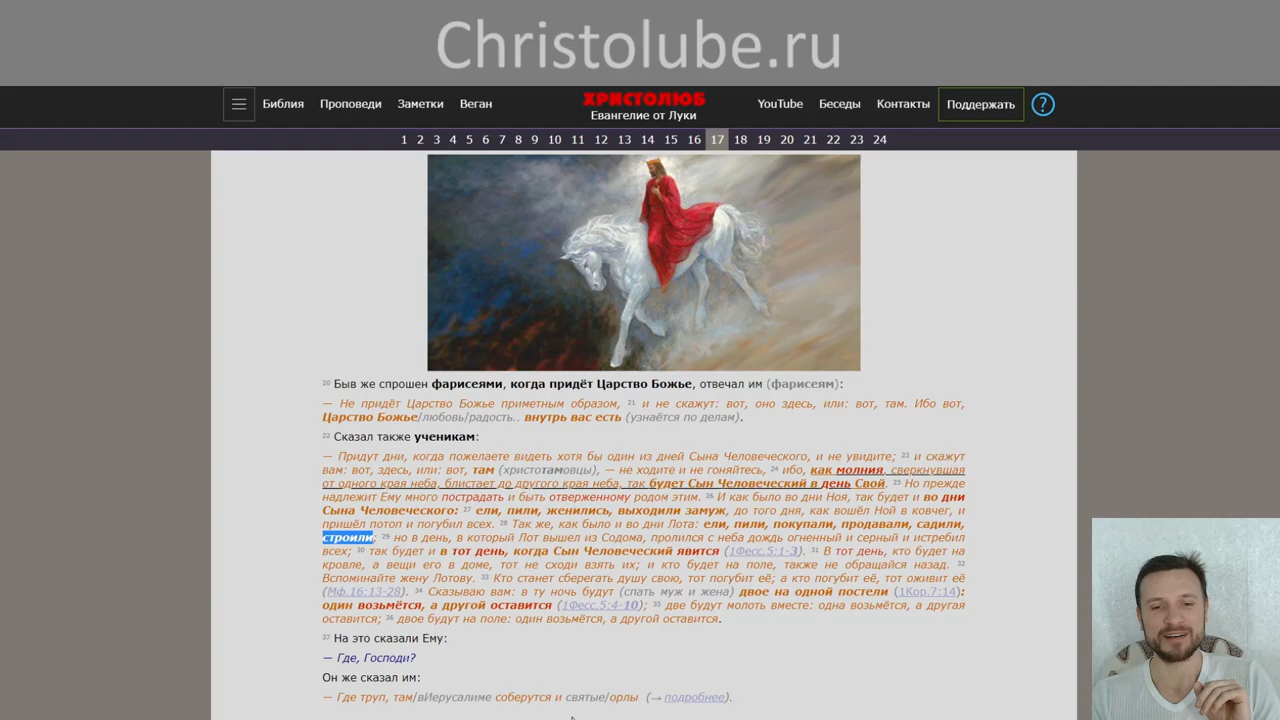 Christolube.ru
☰ Библия Проповеди Заметки Веган ХРИСТОЛЮБ YouTube Беседы Контакты Поддержать ?
Евангелие от Луки
1 2 3 4 5 6 7 8 9 10 11 12 13 14 15 16 17 18 19 20 21 22 23 24
20 Быв же спрошен фарисеями, когда придёт Царство Божье, отвечал им (фарисеям):
— Не придёт Царство Божье приметным образом, 21 и не скажут: вот, оно здесь, или: вот, там. Ибо вот,
Царство Божье/любовь/радость.. внутрь вас есть (узнаётся по делам).
22 Сказал также ученикам:
— Придут дни, когда пожелаете видеть хотя бы один из дней Сына Человеческого, и не увидите; 23 и скажут
вам: вот, здесь, или: вот, там (христотамовцы), — не ходите и не гоняйтесь, 24 ибо, как молния, сверкнувшая
от одного края неба, блистает до другого края неба, так будет Сын Человеческий в день Свой. 25 Но прежде
надлежит Ему много пострадать и быть отверженному родом этим. 26 И как было во дни Ноя, так будет и во дни
Сына Человеческого: 27 ели, пили, женились, выходили замуж, до того дня, как вошёл Ной в ковчег, и
пришёл потоп и погубил всех. 28 Так же, как было и во дни Лота: ели, пили, покупали, продавали, садили,
строили; 29 но в день, в который Лот вышел из Содома, пролился с неба дождь огненный и серный и истребил
всех; 30 так будет и в тот день, когда Сын Человеческий явится (1Фесс.5:1-3). 31 В тот день, кто будет на
кровле, а вещи его в доме, тот не сходи взять их; и кто будет на поле, также не обращайся назад. 32
Вспоминайте жену Лотову. 33 Кто станет сберегать душу свою, тот погубит её; а кто погубит её, тот оживит её
(Мф.16:13-28). 34 Сказываю вам: в ту ночь будут (спать муж и жена) двое на одной постели (1Кор.7:14):
один возьмётся, а другой оставится (1Фесс.5:4-10); 35 две будут молоть вместе: одна возьмётся, а другая
оставится; 26 двое будут на поле: один возьмётся, а другой оставится.
37 На это сказали Ему:
— Где, Господи?
Он же сказал им:
— Где труп, там/вИерусалиме соберутся и святые/орлы (→ подробнее).